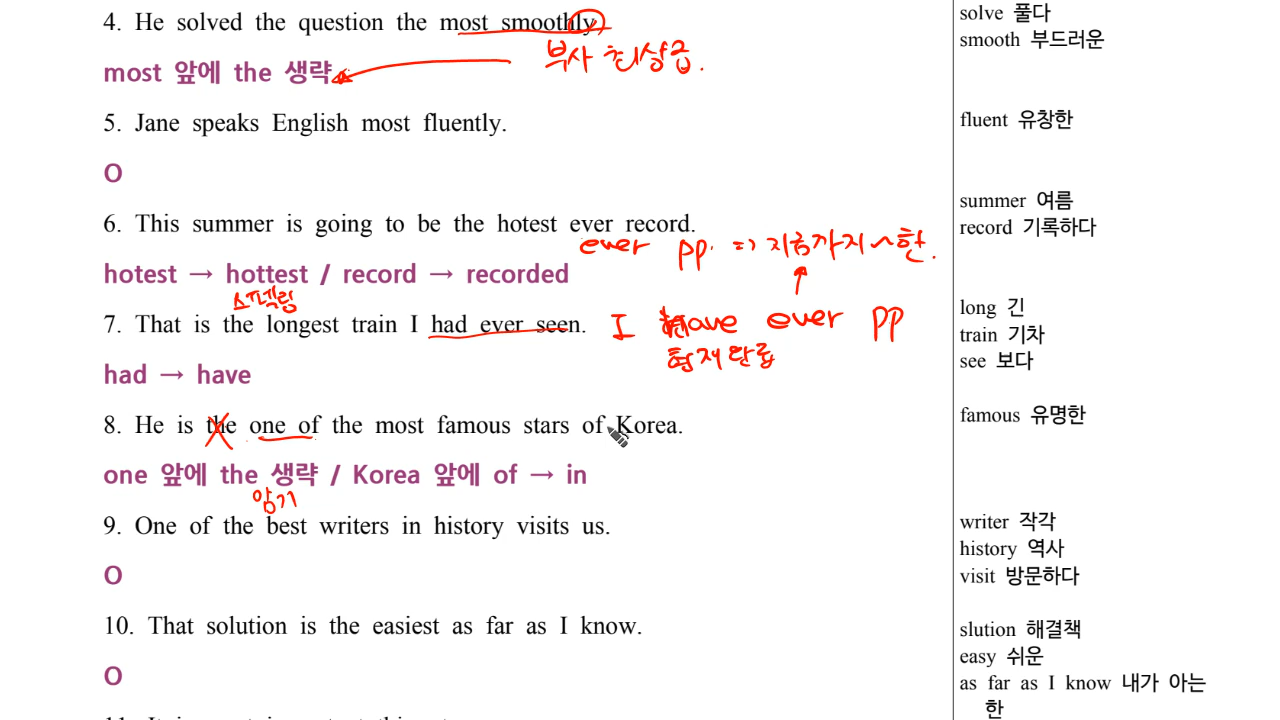 4. He solved the question the most smoothly.
부사 최상급.
most 앞에 the 생략
5. Jane speaks English most fluently.
O
6. This summer is going to be the hotest ever record.
ever pp. => 지금까지 ~한.
hotest → hottest / record → recorded
스펠링
7. That is the longest train I had ever seen.
I have ever pp
현재완료
had → have
8. He is the one of the most famous stars of Korea.
one 앞에 the 생략 / Korea 앞에 of → in
암기
9. One of the best writers in history visits us.
O
10. That solution is the easiest as far as I know.
O
solve 풀다
smooth 부드러운
fluent 유창한
summer 여름
record 기록하다
long 긴
train 기차
see 보다
famous 유명한
writer 작각
history 역사
visit 방문하다
slution 해결책
easy 쉬운
as far as I know 내가 아는
한